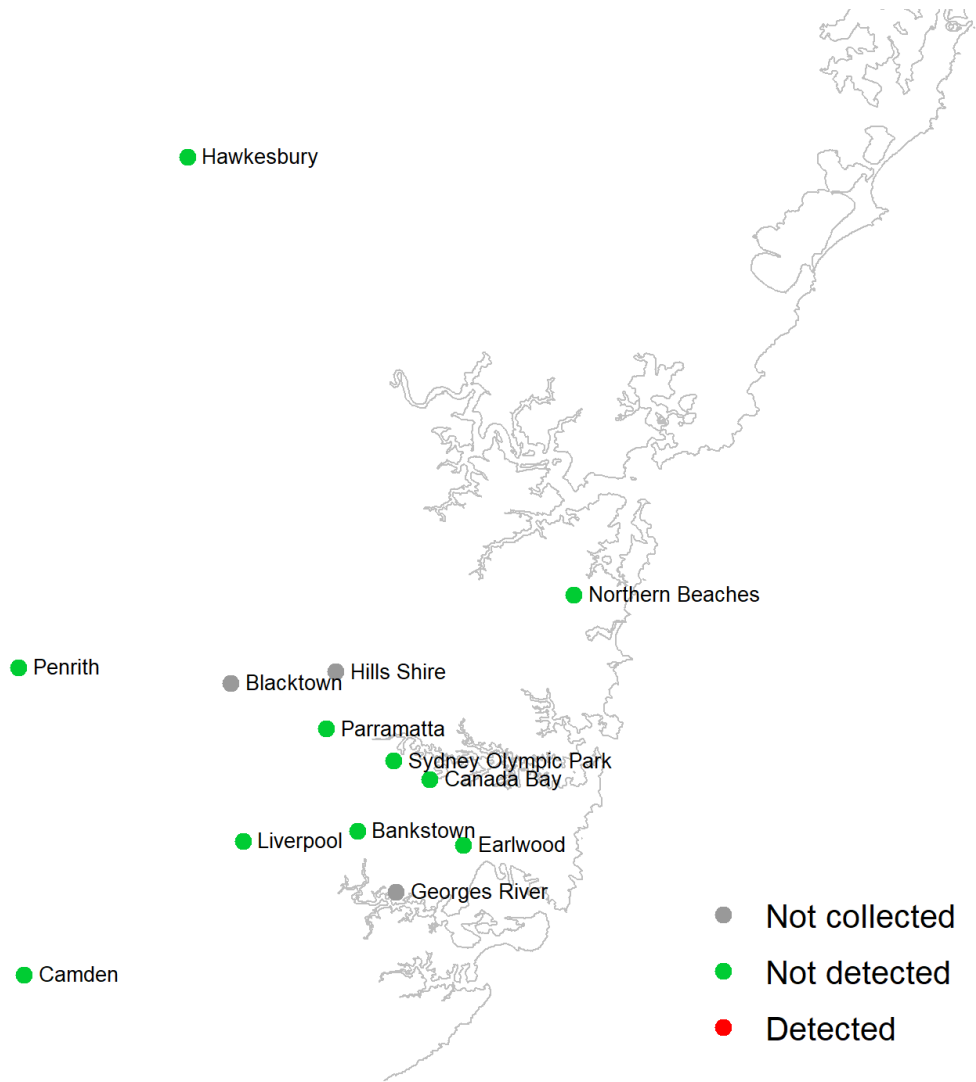 Hawkesbury
Northern Beaches
Penrith
Hills Shire
Blacktown
Parramatta
Sydney Olympic Park
Canada Bay
Bankstown
Liverpool
Earlwood
Georges River
Camden
Not collected
Not detected
Detected